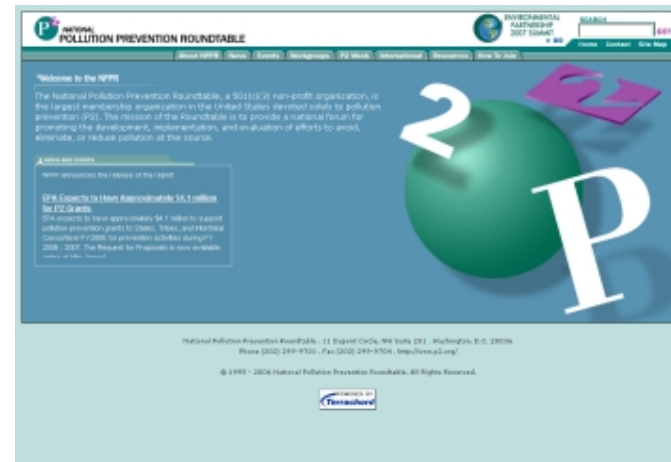 NATIONAL
POLLUTION PREVENTION ROUNDTABLE
ENVIRONMENTAL
PARTNERSHIP
2007 SUMMIT
GO
SEARCH
GO!
Home Contact Site Map
About NPPR News Events Workgroups P2 Week International Resources How To Join
Welcome to the NPPR
The National Pollution Prevention Roundtable, a 501(c)(3) non-profit organization, is
the largest membership organization in the United States devoted solely to pollution
prevention (P2). The mission of the Roundtable is to provide a national forum for
promoting the development, implementation, and evaluation of efforts to avoid,
eliminate, or reduce pollution at the source.
NEWS AND EVENTS
NPPR announces the release of the report
EPA Expects to Have Approximately $4.1 million
for P2 Grants
EPA expects to have approximately $4.1 million to support
pollution prevention grants to States, Tribes, and Intertribal
Consortia in FY2006 for prevention activities during FY
2006 - 2007. The Request for Proposals is now available
2
P2
P
National Pollution Prevention Roundtable . 11 Dupont Circle, NW Suite 201 . Washington, D.C. 20036
Phone (202) 299-9701 . Fax (202) 299-9704 . http://www.p2.org/
© 1995 - 2006 National Pollution Prevention Roundtable. All Rights Reserved.
POWERED BY
Terrashord